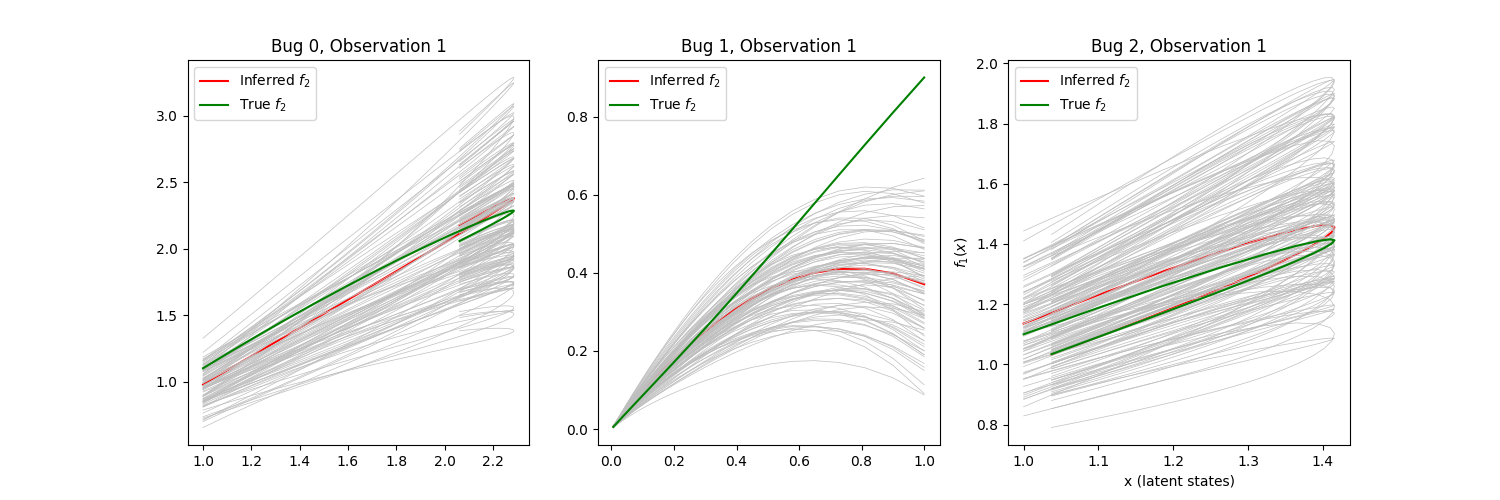 Bug 0, Observation 1
Inferred f₂
True f₂
3.0
2.5
2.0
1.5
1.0
1.0 1.2 1.4 1.6 1.8 2.0 2.2
Bug 1, Observation 1
Inferred f₂
True f₂
0.8
0.6
0.4
0.2
0.0
0.0 0.2 0.4 0.6 0.8 1.0
Bug 2, Observation 1
Inferred f₂
True f₂
f₁(x)
2.0
1.8
1.6
1.4
1.2
1.0
0.8
1.0 1.1 1.2 1.3 1.4
x (latent states)